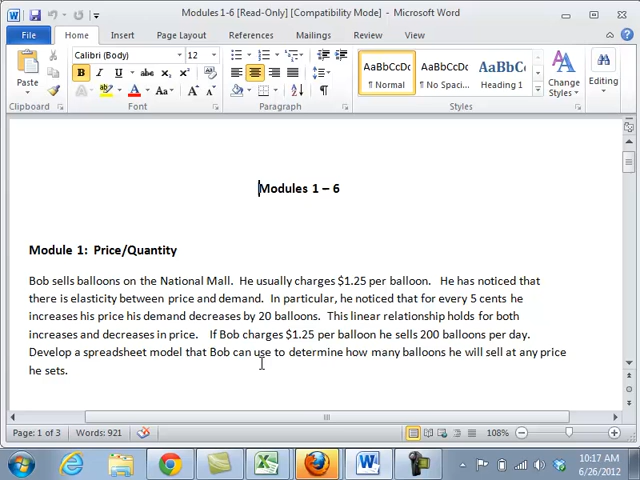 Modules 1-6 [Read-Only] [Compatibility Mode] - Microsoft Word
File Home Insert Page Layout References Mailings Review View
Calibri (Body) 12
B I U abc x₂ x²
Paste
AaBbCcDc AaBbCcDc AaBbCc
¶ Normal ¶ No Spaci... Heading 1
Change Styles
Editing
Clipboard Font Paragraph Styles
Modules 1 – 6
Module 1: Price/Quantity
Bob sells balloons on the National Mall. He usually charges $1.25 per balloon. He has noticed that
there is elasticity between price and demand. In particular, he noticed that for every 5 cents he
increases his price his demand decreases by 20 balloons. This linear relationship holds for both
increases and decreases in price. If Bob charges $1.25 per balloon he sells 200 balloons per day.
Develop a spreadsheet model that Bob can use to determine how many balloons he will sell at any price
he sets.
Page: 1 of 3 Words: 921 108%
10:17 AM
6/26/2012